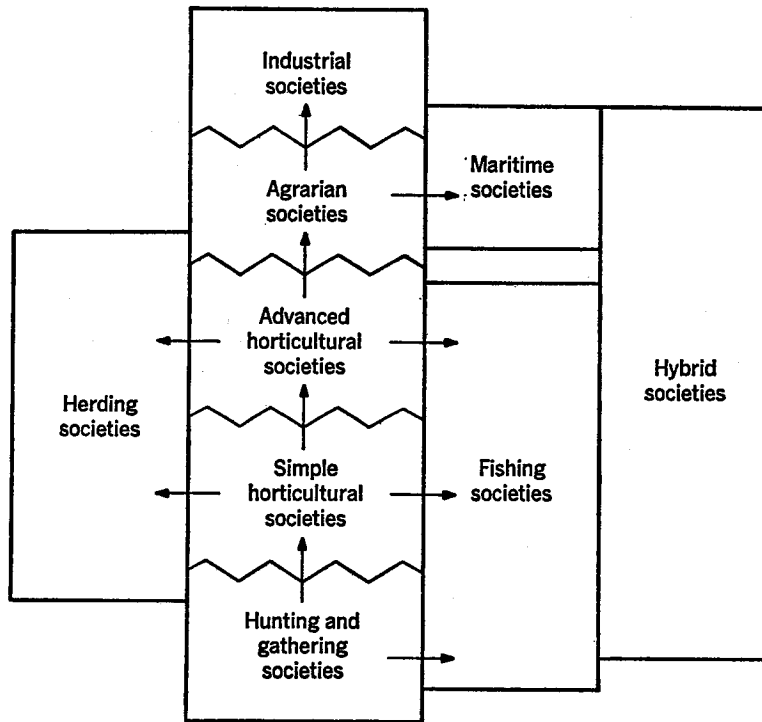 Industrial
societies
Maritime
societies
Agrarian
societies
Advanced
horticultural
societies
Herding
societies
Hybrid
societies
Simple
horticultural
societies
Fishing
societies
Hunting and
gathering
societies